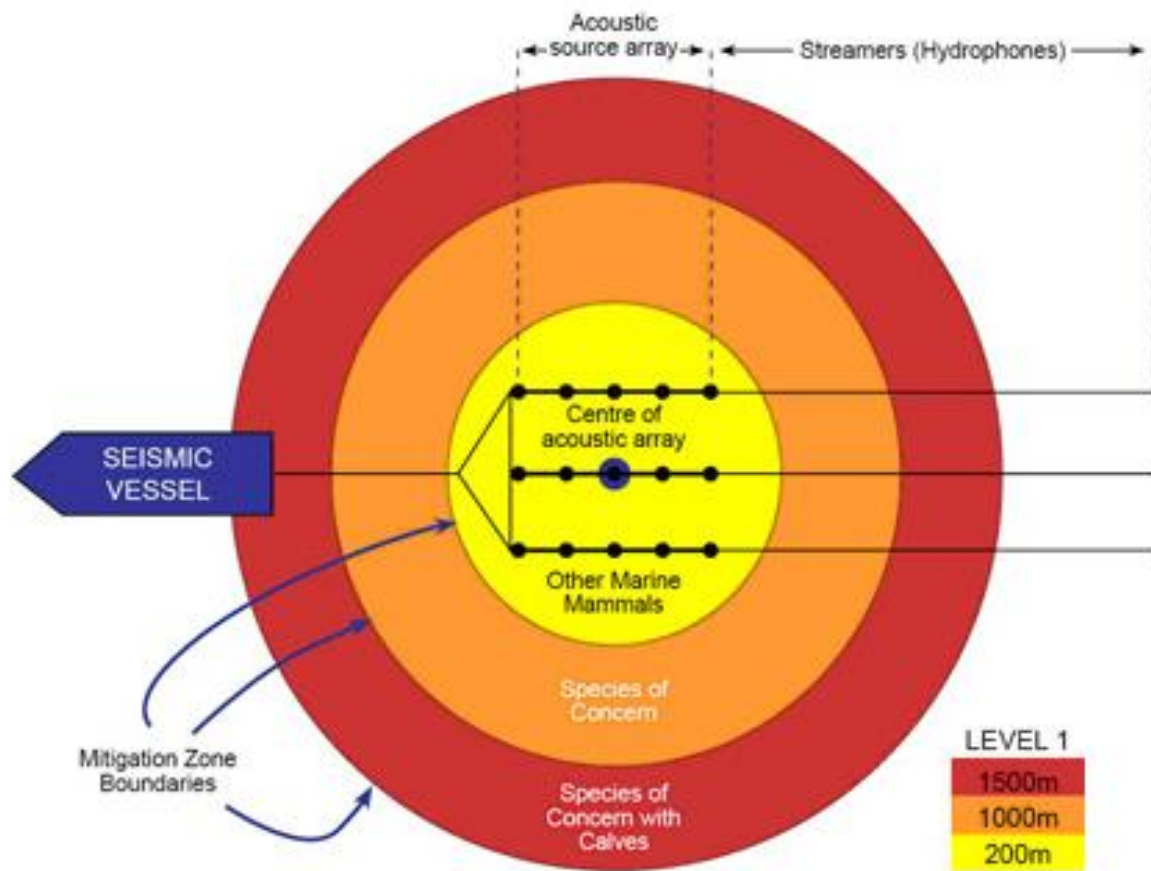 Acoustic
source array
Streamers (Hydrophones)
Centre of
acoustic array
SEISMIC
VESSEL
Other Marine
Mammals
Species of
Concern
Mitigation Zone
Boundaries
Species of
Concern with
Calves
LEVEL 1
1500m
1000m
200m